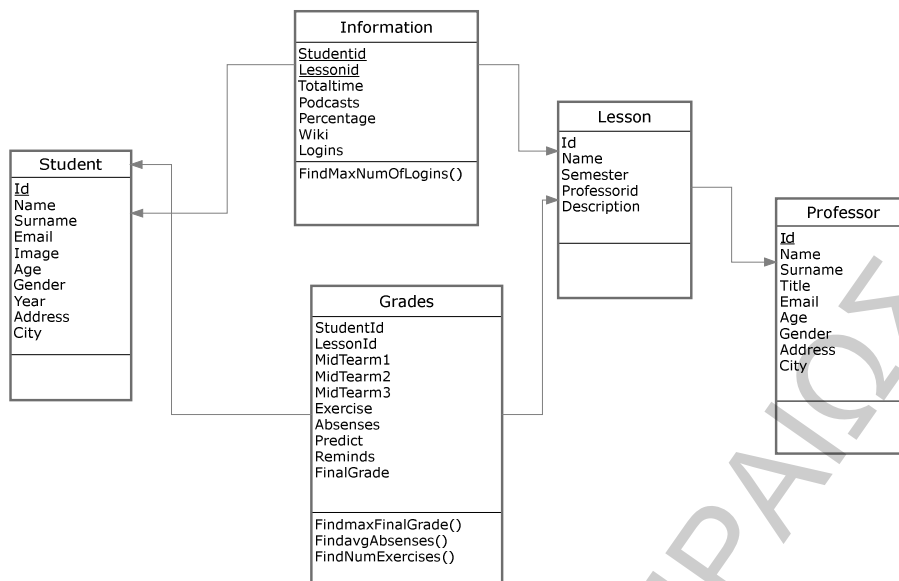 Information
Studentid
Lessonid
Totaltime
Podcasts
Percentage
Wiki
Logins
FindMaxNumOfLogins()
Student
Id
Name
Surname
Email
Image
Age
Gender
Year
Address
City
Lesson
Id
Name
Semester
Professorid
Description
Professor
Id
Name
Surname
Title
Email
Age
Gender
Address
City
Grades
StudentId
LessonId
MidTearm1
MidTearm2
MidTearm3
Exercise
Absenses
Predict
Reminds
FinalGrade
FindmaxFinalGrade()
FindavgAbsenses()
FindNumExercises()
ΠΡΑΙΩΣ